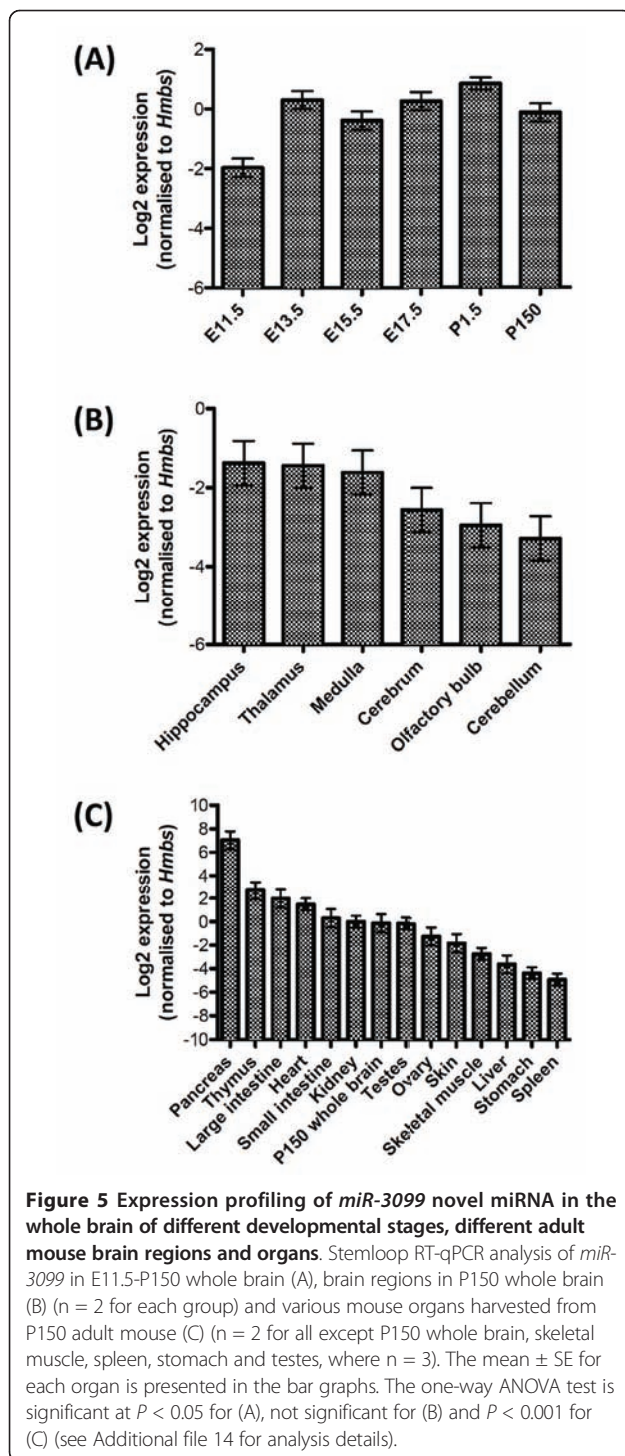 (A)
Log2 expression
(normalised to Hmbs)
2
0
-2
-4
-6
E11.5
E13.5
E15.5
E17.5
P1.5
P150
(B)
Log2 expression
(normalised to Hmbs)
0
-2
-4
-6
Hippocampus
Thalamus
Medulla
Cerebrum
Olfactory bulb
Cerebellum
(C)
Log2 expression
(normalised to Hmbs)
10
8
6
4
2
0
-2
-4
-6
-8
-10
Pancreas
Thymus
Large intestine
Heart
Small intestine
Kidney
P150 whole brain
Testes
Ovary
Skin
Skeletal muscle
Liver
Stomach
Spleen
Figure 5 Expression profiling of miR-3099 novel miRNA in the
whole brain of different developmental stages, different adult
mouse brain regions and organs. Stemloop RT-qPCR analysis of miR-
3099 in E11.5-P150 whole brain (A), brain regions in P150 whole brain
(B) (n = 2 for each group) and various mouse organs harvested from
P150 adult mouse (C) (n = 2 for all except P150 whole brain, skeletal
muscle, spleen, stomach and testes, where n = 3). The mean ± SE for
each organ is presented in the bar graphs. The one-way ANOVA test is
significant at P < 0.05 for (A), not significant for (B) and P < 0.001 for
(C) (see Additional file 14 for analysis details).